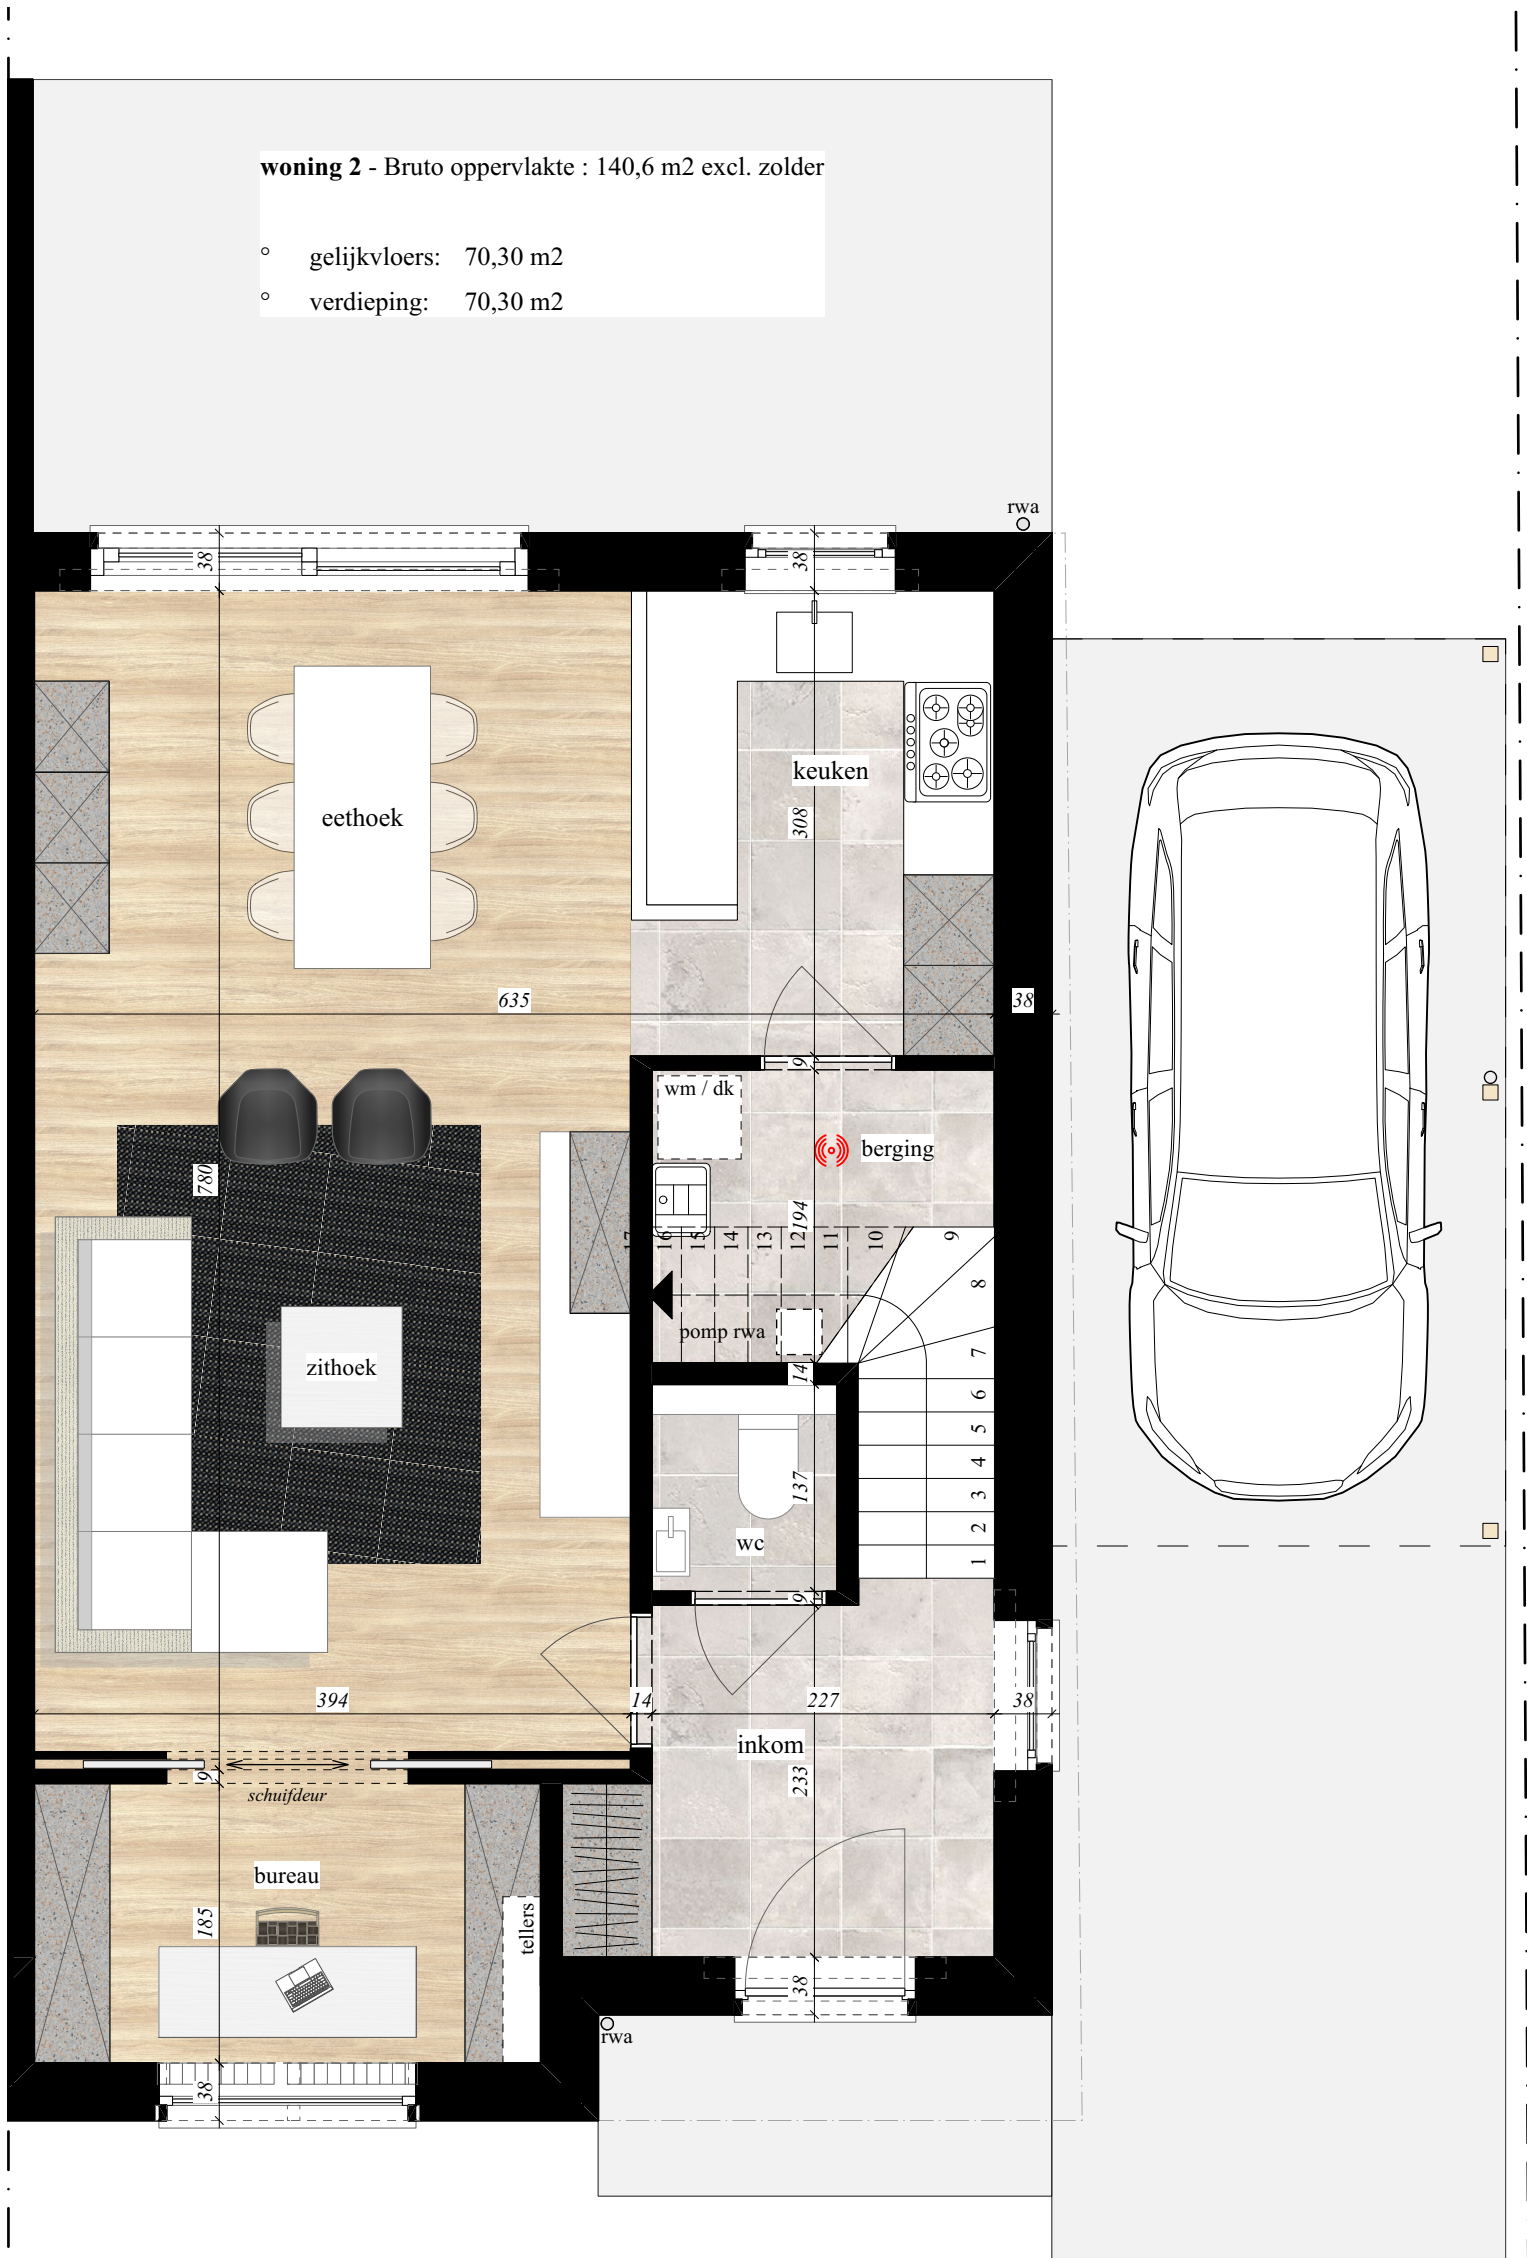 woning 2 - Bruto oppervlakte : 140,6 m2 excl. zolder
° gelijkvloers: 70,30 m2
° verdieping: 70,30 m2
rwa
38
38
keuken
308
eethoek
635
38
9
wm / dk
berging
780
194
17
16
15
14
13
12
11
10
9
8
7
pomp rwa
zithoek
14
6
5
4
3
2
1
137
wc
9
394
14
227
38
inkom
9
233
schuifdeur
bureau
185
tellers
38
rwa
38